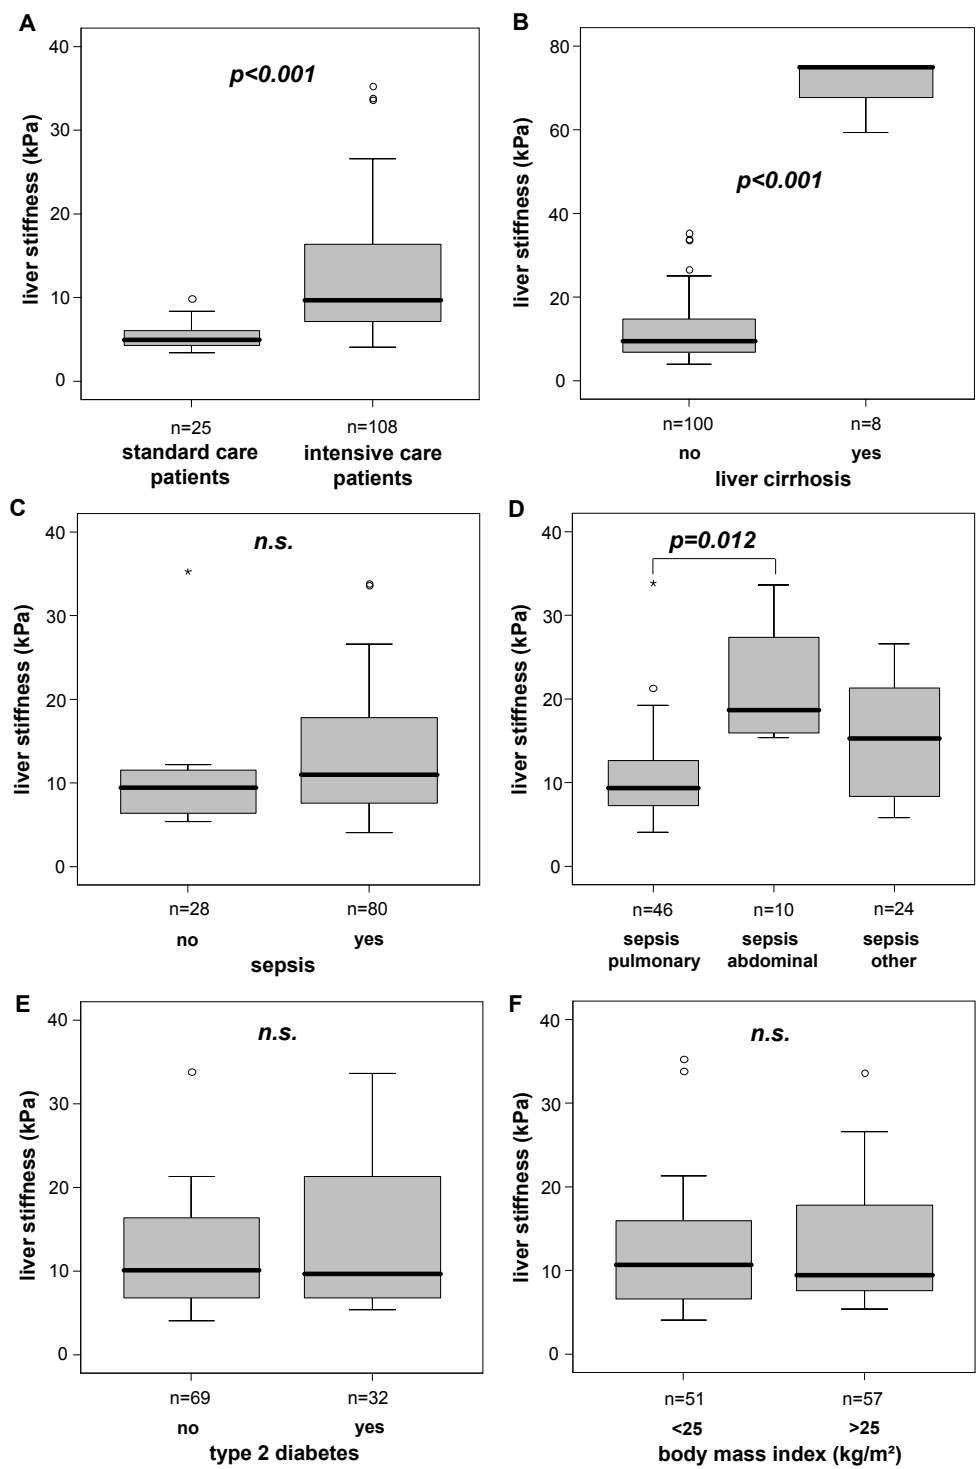 A
liver stiffness (kPa)
40
30
20
10
0
p<0.001
n=25
standard care
patients
n=108
intensive care
patients
B
liver stiffness (kPa)
80
60
40
20
0
p<0.001
n=100
no
n=8
yes
liver cirrhosis
C
liver stiffness (kPa)
40
30
20
10
0
n.s.
*
n=28
no
n=80
yes
sepsis
D
liver stiffness (kPa)
40
30
20
10
0
p=0.012
*
n=46
sepsis
pulmonary
n=10
sepsis
abdominal
n=24
sepsis
other
E
liver stiffness (kPa)
40
30
20
10
0
n.s.
n=69
no
n=32
yes
type 2 diabetes
F
liver stiffness (kPa)
40
30
20
10
0
n.s.
n=51
<25
n=57
>25
body mass index (kg/m²)